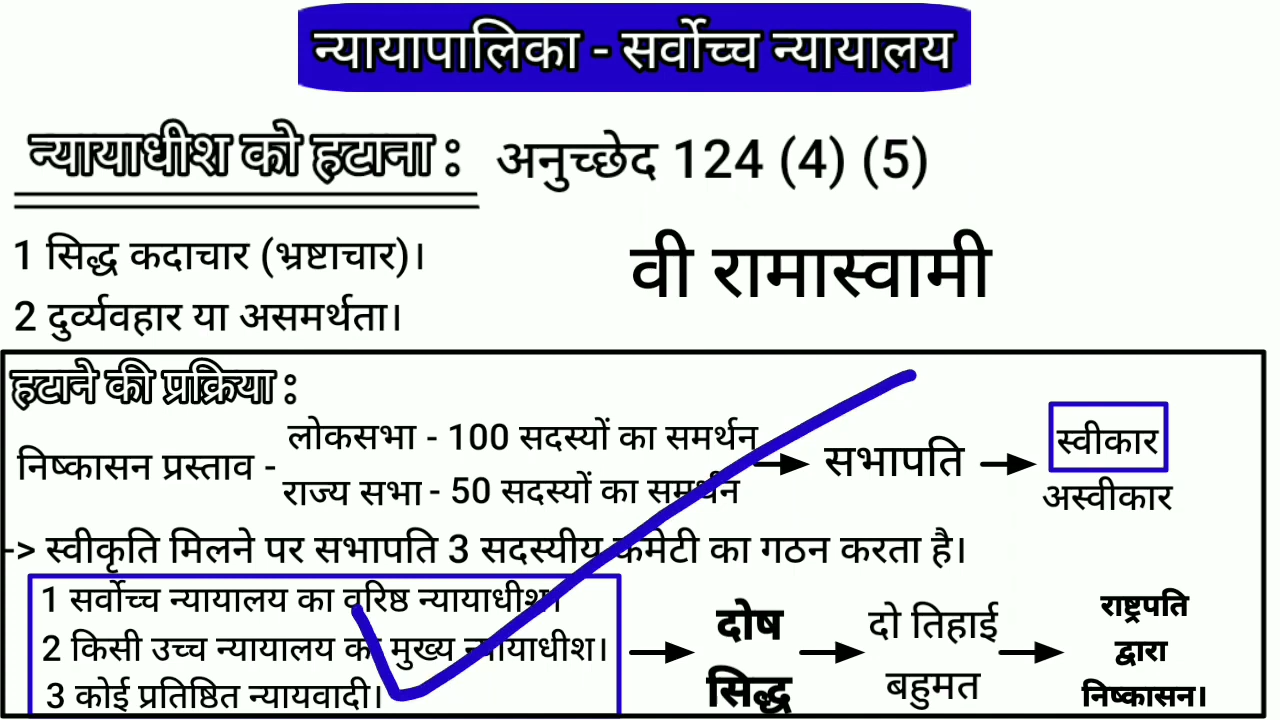 न्यायापालिका - सर्वोच्च न्यायालय
न्यायाधीश को हटाना : अनुच्छेद 124 (4) (5)
1 सिद्ध कदाचार (भ्रष्टाचार)।
वी रामास्वामी
2 दुर्व्यवहार या असमर्थता।
हटाने की प्रक्रिया :
निष्कासन प्रस्ताव -
लोकसभा - 100 सदस्यों का समर्थन
राज्य सभा - 50 सदस्यों का समर्थन
सभापति
स्वीकार
अस्वीकार
-> स्वीकृति मिलने पर सभापति 3 सदस्यीय कमेटी का गठन करता है।
1 सर्वोच्च न्यायालय का वरिष्ठ न्यायाधीश।
2 किसी उच्च न्यायालय का मुख्य न्यायाधीश।
3 कोई प्रतिष्ठित न्यायवादी।
दोष
सिद्ध
दो तिहाई
बहुमत
राष्ट्रपति
द्वारा
निष्कासन।